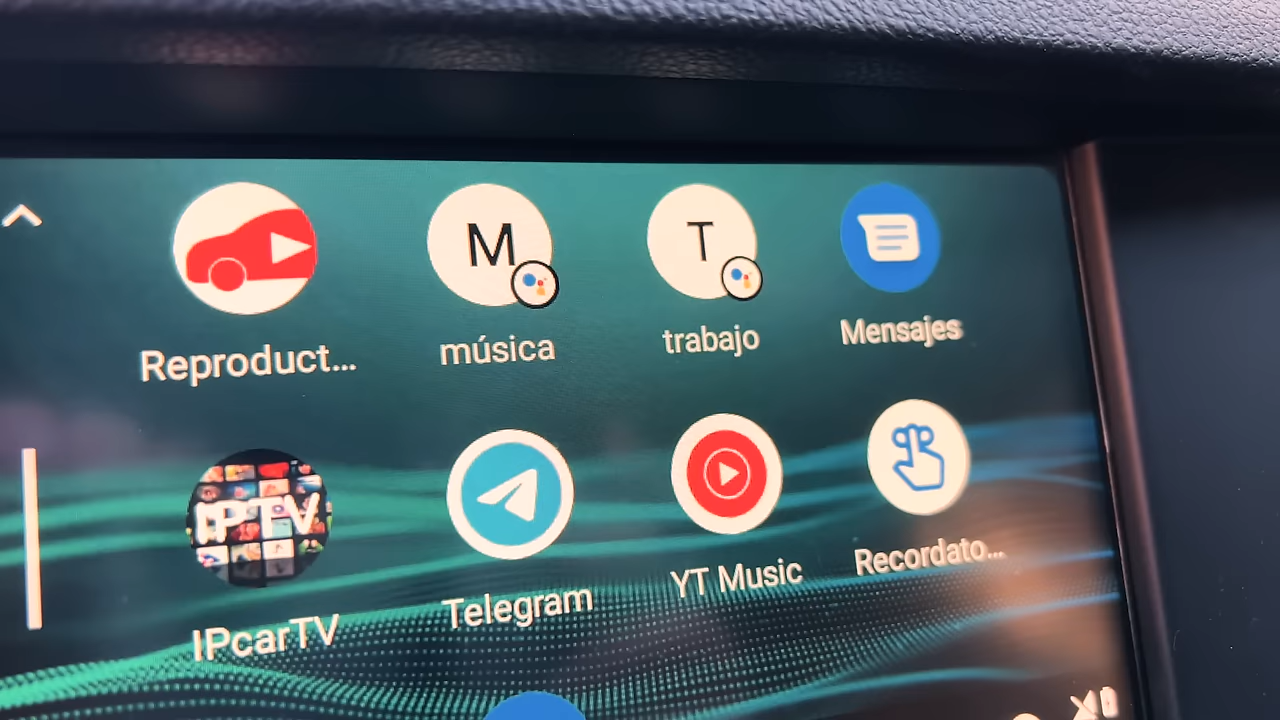 M
T
Reproduct...
música
trabajo
Mensajes
IPTV
IPcarTV
Telegram
YT Music
Recordato...